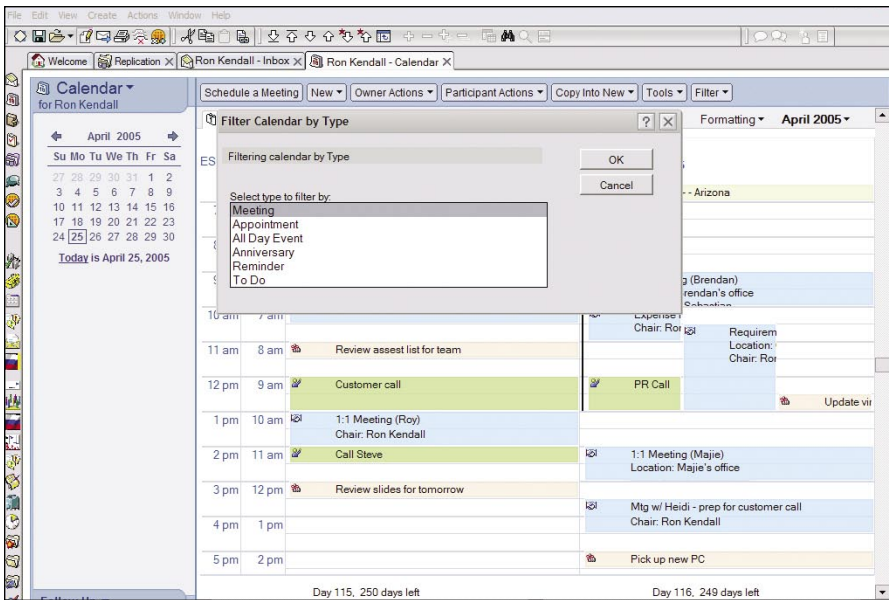 File Edit View Create Actions Window Help
Welcome Replication Ron Kendall - Inbox Ron Kendall - Calendar
Calendar
for Ron Kendall
Schedule a Meeting New Owner Actions Participant Actions Copy Into New Tools Filter
April 2005
Su Mo Tu We Th Fr Sa
27 28 29 30 31 1 2
3 4 5 6 7 8 9
10 11 12 13 14 15 16
17 18 19 20 21 22 23
24 25 26 27 28 29 30
Today is April 25, 2005
Filter Calendar by Type
Formatting April 2005
ES
Filtering calendar by Type
OK
Cancel
Select type to filter by:
Meeting
Appointment
All Day Event
Anniversary
Reminder
To Do
- Arizona
g (Brendan)
rendan's office
Sebastian
10 am 7 am
Expense r
Chair: Ror
Requirem
Location:
Chair: Ror
11 am 8 am Review assest list for team
12 pm 9 am Customer call PR Call
Update vir
1 pm 10 am 1:1 Meeting (Roy)
Chair: Ron Kendall
2 pm 11 am Call Steve 1:1 Meeting (Majie)
Location: Majie's office
3 pm 12 pm Review slides for tomorrow
Mtg w/ Heidi - prep for customer call
4 pm 1 pm Chair: Ron Kendall
5 pm 2 pm Pick up new PC
Day 115, 250 days left Day 116, 249 days left